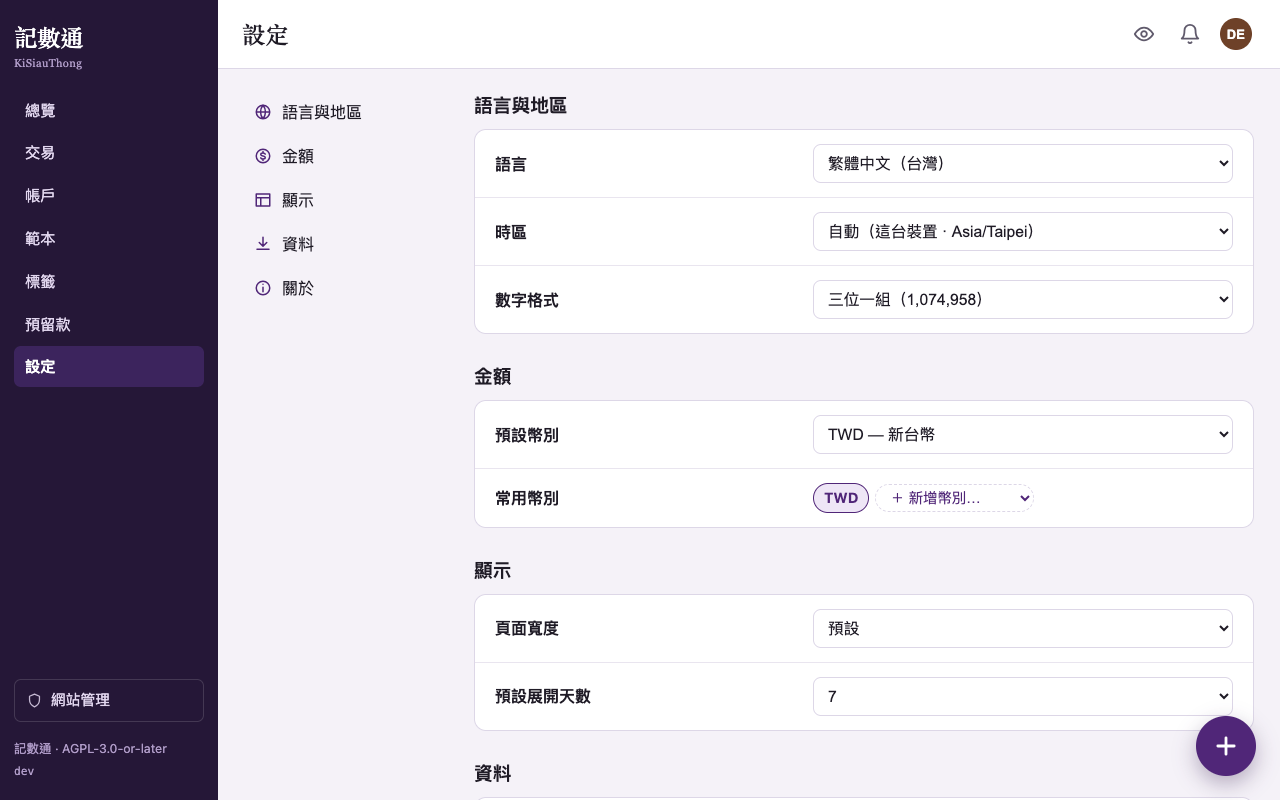 記數通
KiSiauThong
總覽
交易
帳戶
範本
標籤
預留款
設定
網站管理
記數通 · AGPL-3.0-or-later
dev
設定
DE
語言與地區
金額
顯示
資料
關於
語言與地區
語言
繁體中文（台灣）
時區
自動（這台裝置 · Asia/Taipei）
數字格式
三位一組（1,074,958）
金額
預設幣別
TWD — 新台幣
常用幣別
TWD
＋ 新增幣別…
顯示
頁面寬度
預設
預設展開天數
7
資料